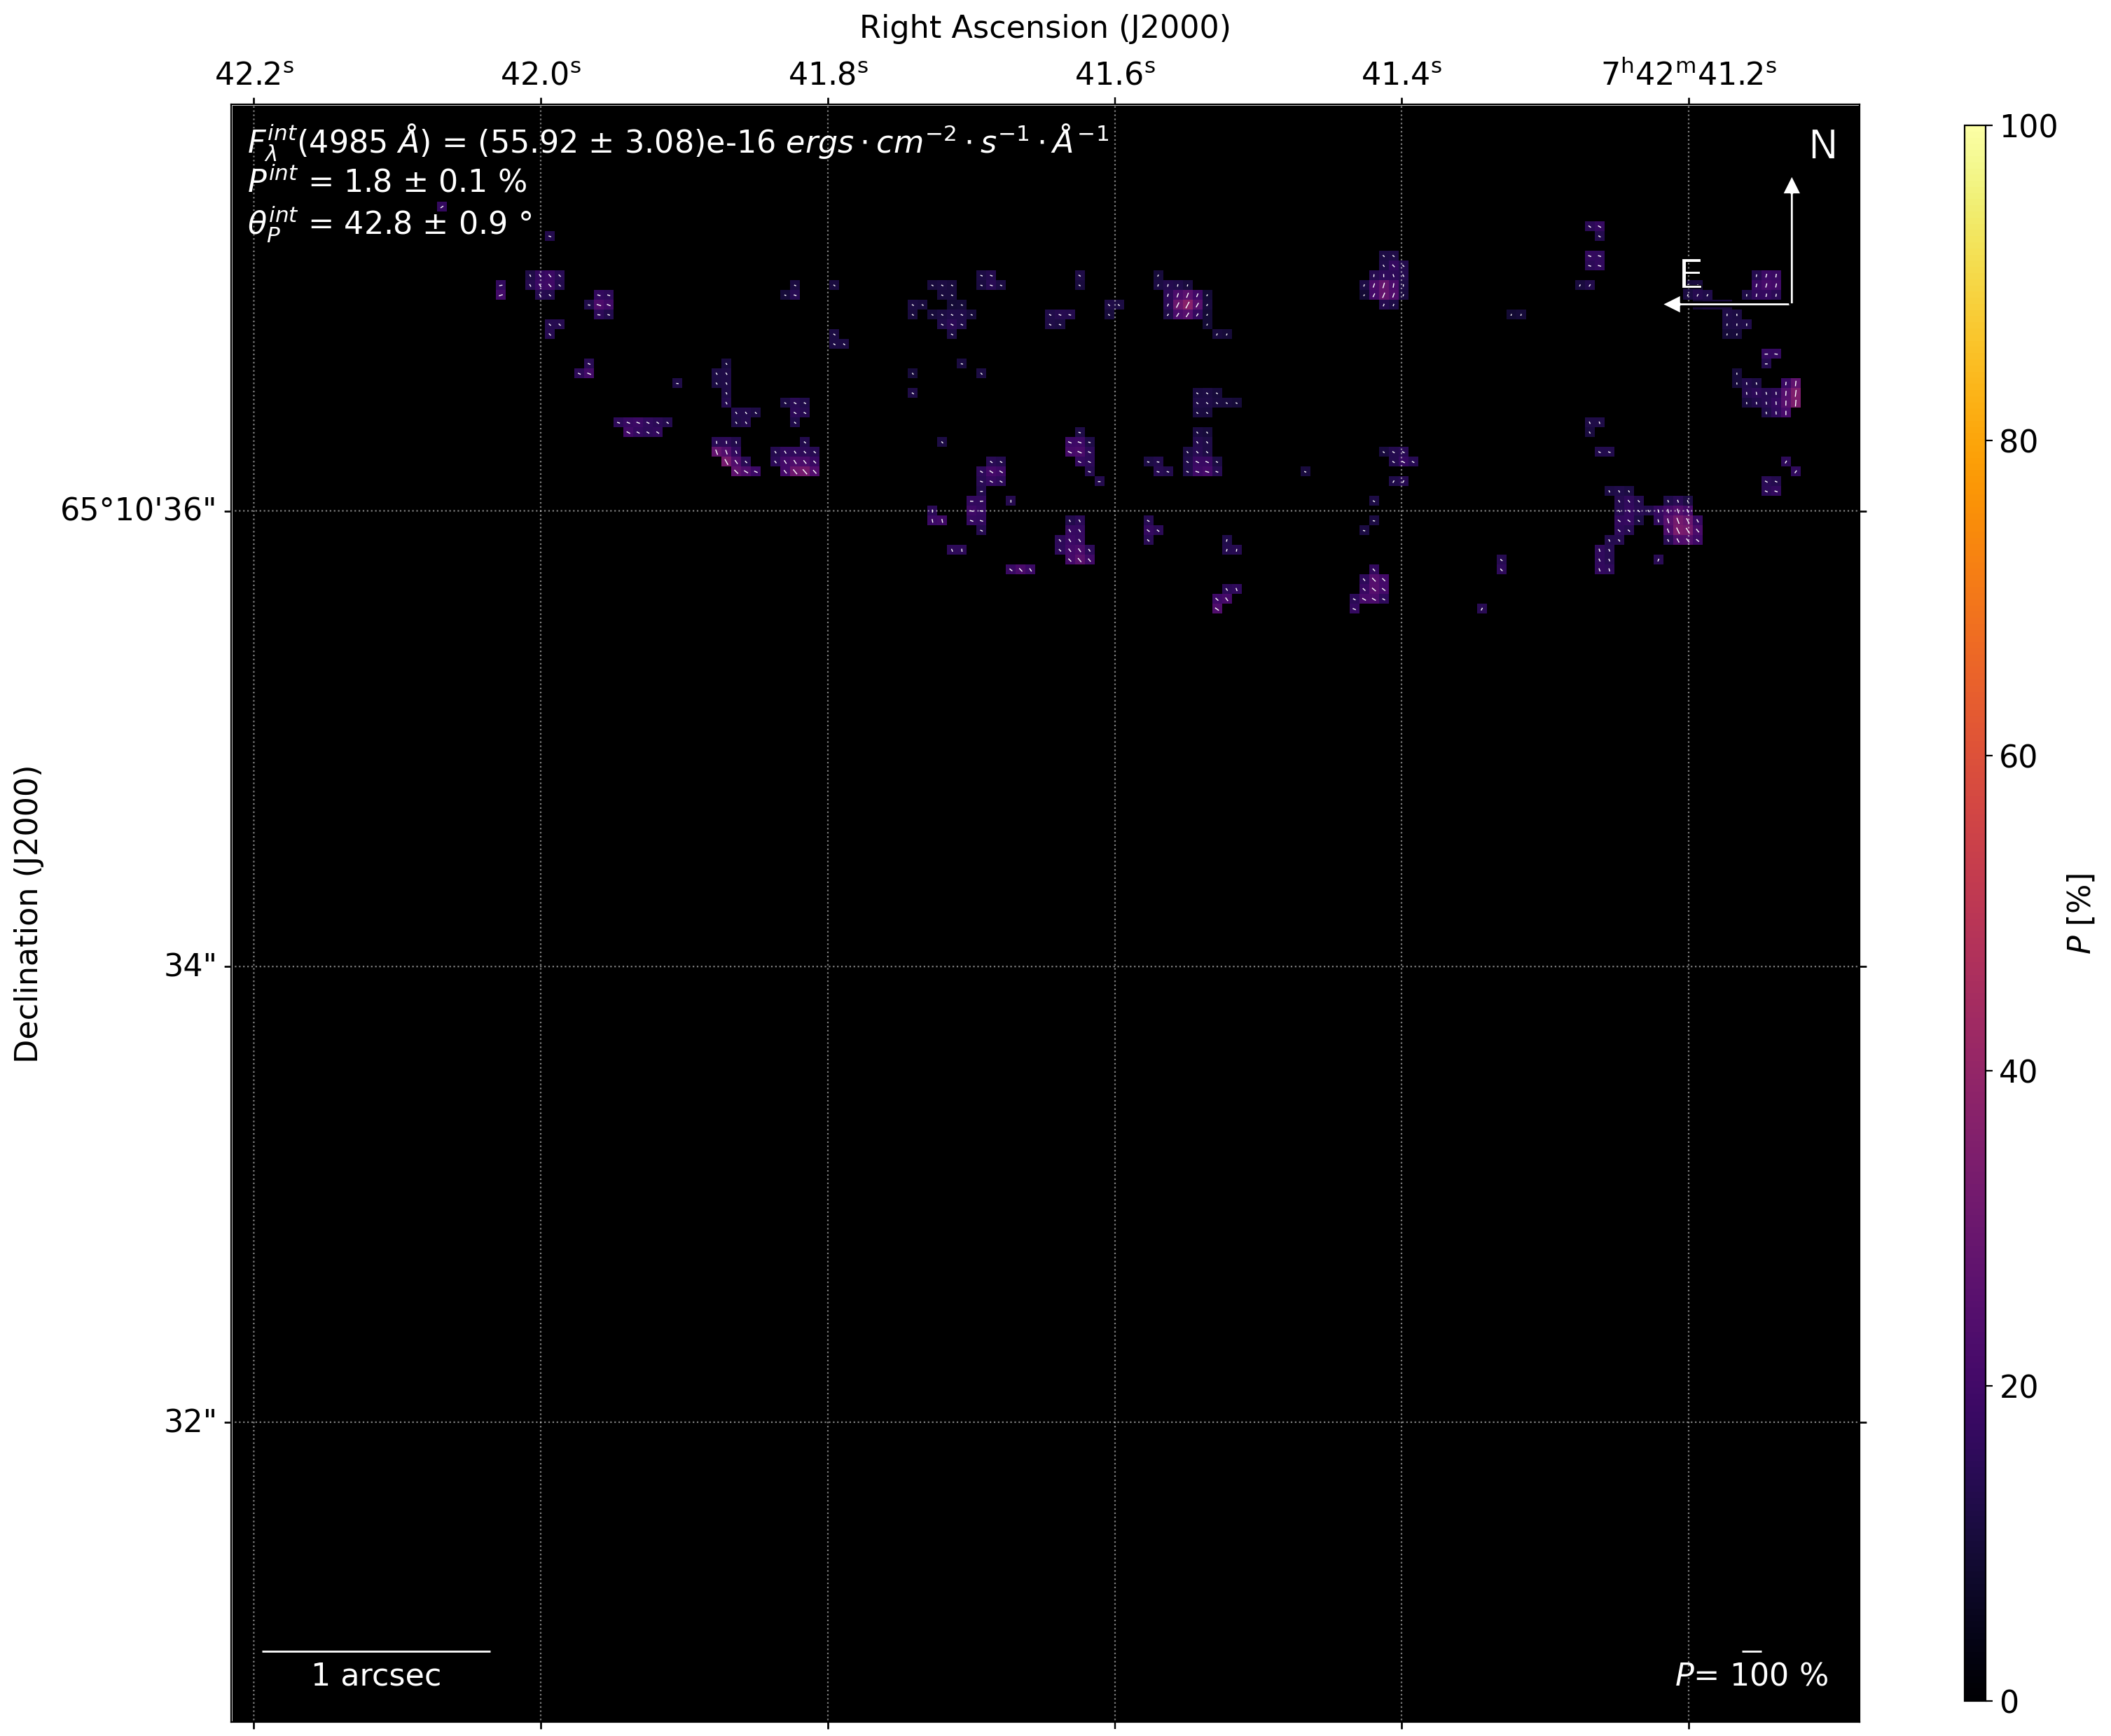 Right Ascension (J2000)
42.2ˢ 42.0ˢ 41.8ˢ 41.6ˢ 41.4ˢ 7ʰ42ᵐ41.2ˢ
F_λ^int(4985 Å) = (55.92 ± 3.08)e-16 ergs · cm⁻² · s⁻¹ · Å⁻¹
P^int = 1.8 ± 0.1 %
θ_P^int = 42.8 ± 0.9 °
N
E
65°10'36"
34"
32"
Declination (J2000)
1 arcsec
P= 100 %
100
80
60
40
20
0
P [%]